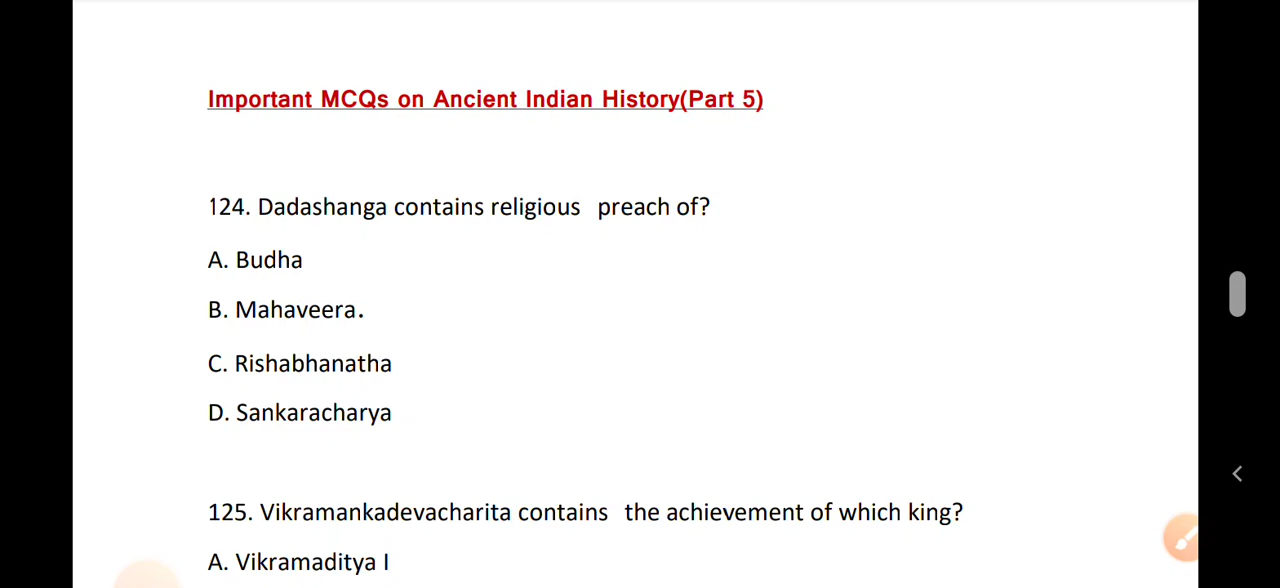 Important MCQs on Ancient Indian History(Part 5)
124. Dadashanga contains religious preach of?
A. Budha
B. Mahaveera.
C. Rishabhanatha
D. Sankaracharya
125. Vikramankadevacharita contains the achievement of which king?
A. Vikramaditya I